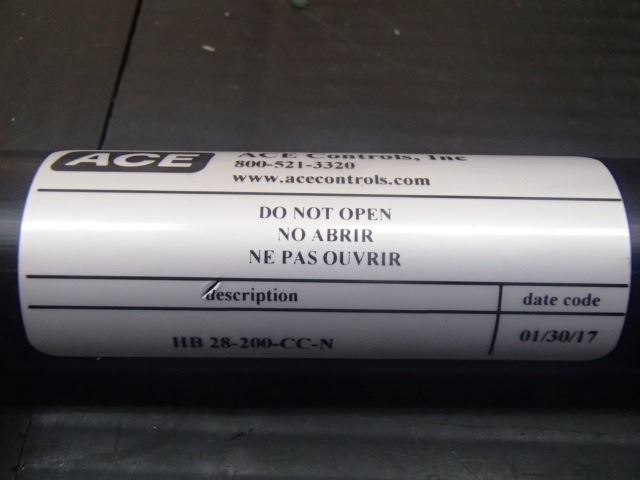 ACE
ACE Controls, Inc
800-521-3320
www.acecontrols.com
DO NOT OPEN
NO ABRIR
NE PAS OUVRIR
description date code
HB 28-200-CC-N 01/30/17